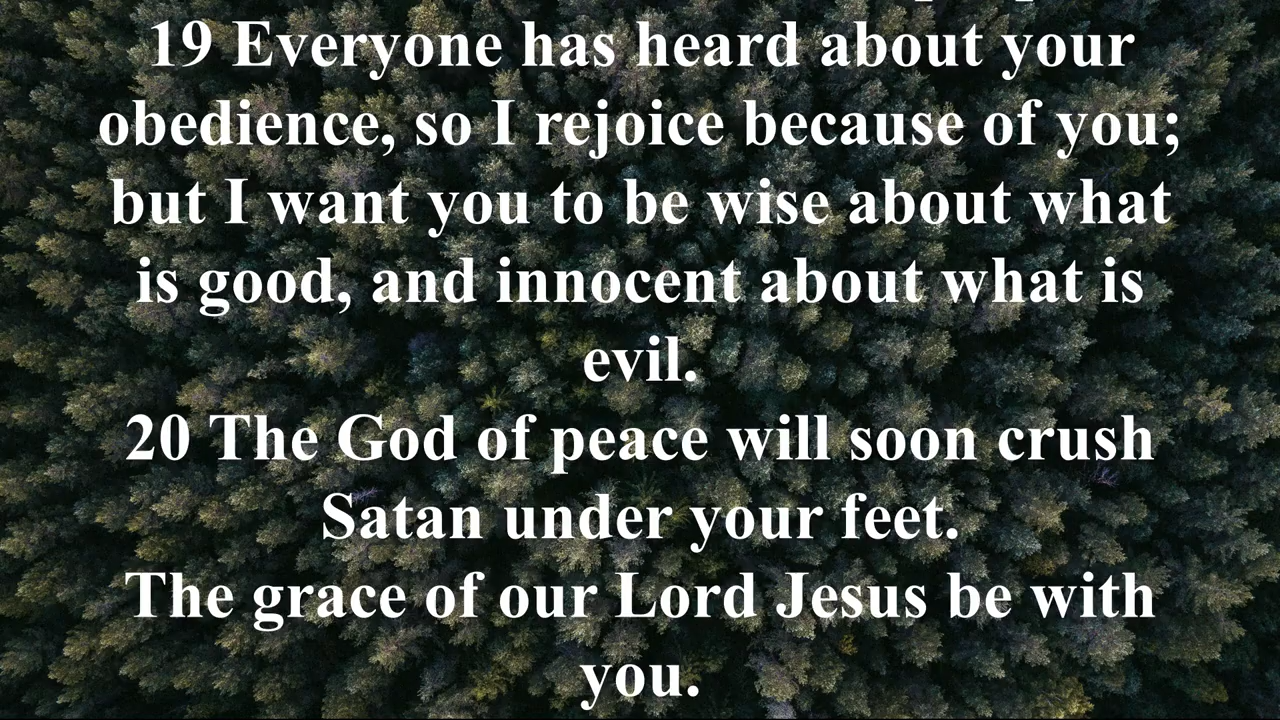 19 Everyone has heard about your
obedience, so I rejoice because of you;
but I want you to be wise about what
is good, and innocent about what is
evil.
20 The God of peace will soon crush
Satan under your feet.
The grace of our Lord Jesus be with
you.